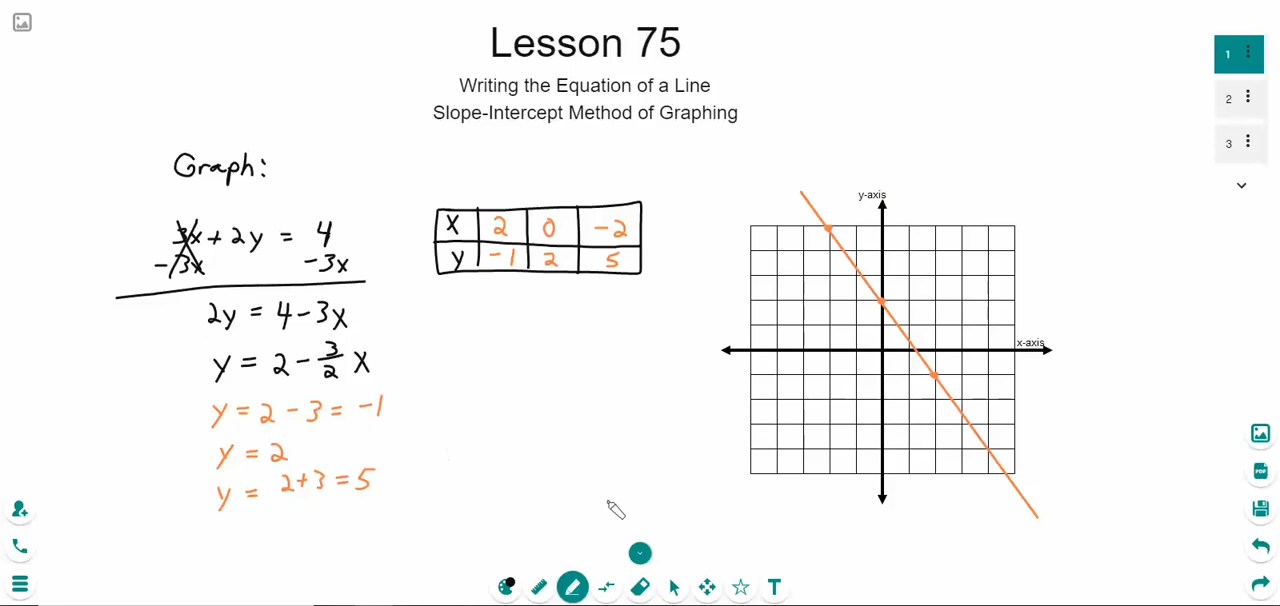 Lesson 75
Writing the Equation of a Line
Slope-Intercept Method of Graphing
Graph:
3x + 2y = 4
-3x -3x
2y = 4 - 3x
y = 2 - 3/2 x
y = 2 - 3 = -1
y = 2
y = 2+3 = 5
x 2 0 -2
y -1 2 5
y-axis
x-axis
1
2
3
PDF
T